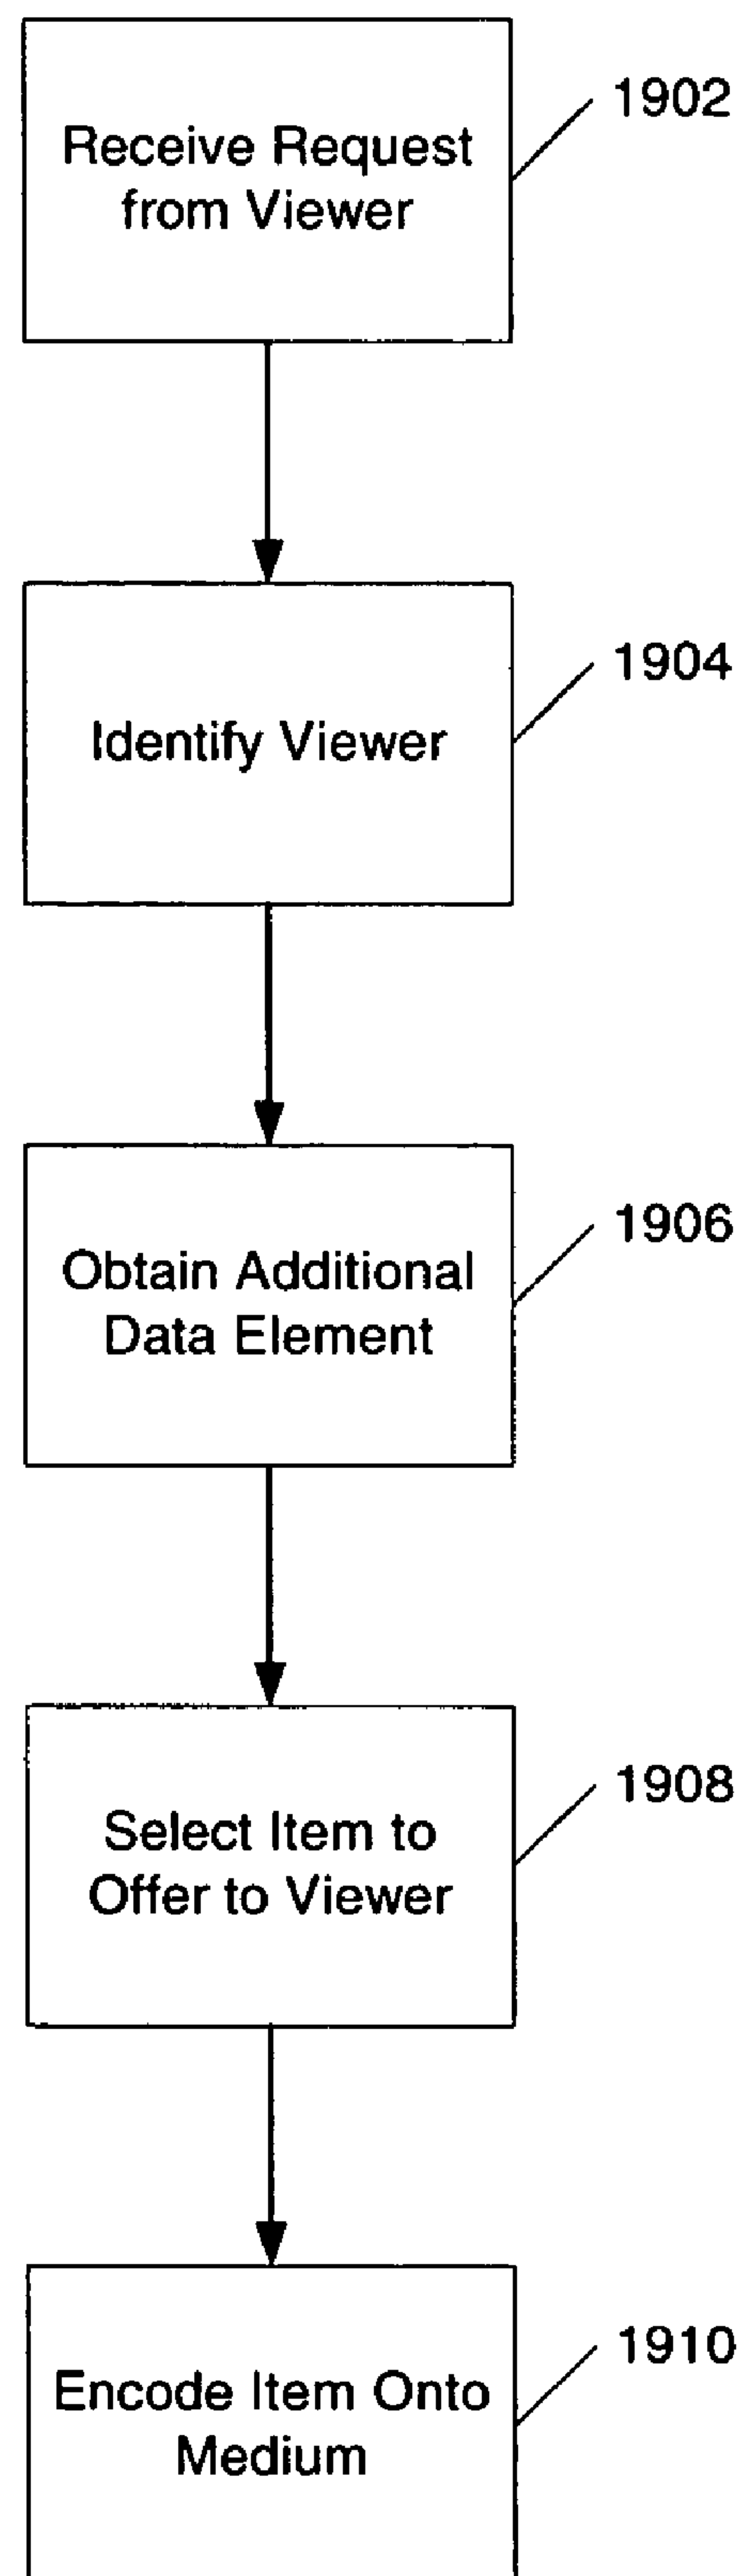 Receive Request
from Viewer
1902
Identify Viewer
1904
Obtain Additional
Data Element
1906
Select Item to
Offer to Viewer
1908
Encode Item Onto
Medium
1910